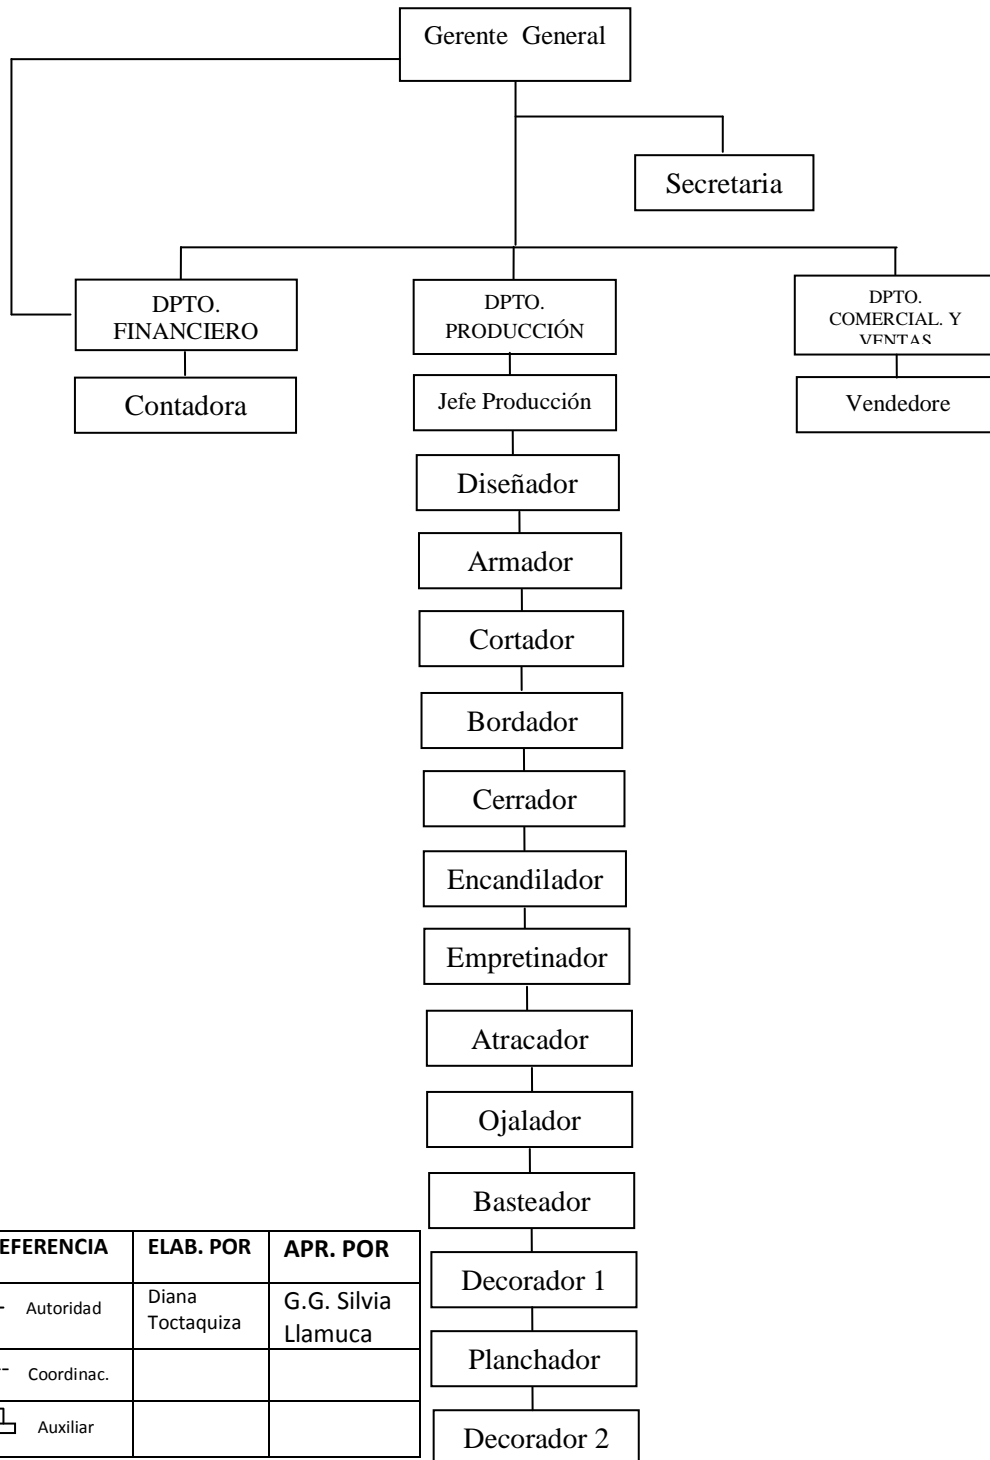 Gerente General
Secretaria
DPTO.
FINANCIERO
DPTO.
PRODUCCIÓN
DPTO.
COMERCIAL. Y
VENTAS
Contadora
Jefe Producción
Vendedore
Diseñador
Armador
Cortador
Bordador
Cerrador
Encandilador
Empretinador
Atracador
Ojalador
Basteador
Decorador 1
Planchador
Decorador 2
EFERENCIA
ELAB. POR
APR. POR
Autoridad
Diana
Toctaquiza
G.G. Silvia
Llamuca
Coordinac.
Auxiliar